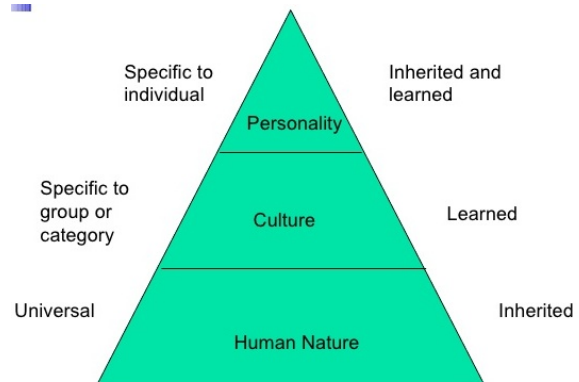 Specific to
individual
Inherited and
learned
Personality
Specific to
group or
category
Culture
Learned
Universal
Human Nature
Inherited